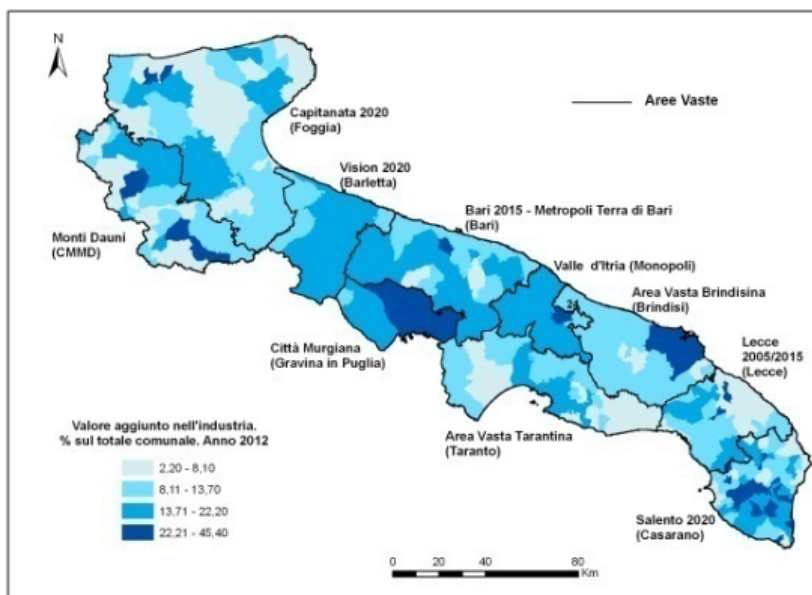 N
Aree Vaste
Capitanata 2020
(Foggia)
Vision 2020
(Barletta)
Bari 2015 - Metropoli Terra di Bari
(Bari)
Monti Dauni
(CMMD)
Valle d'Itria (Monopoli)
Area Vasta Brindisina
(Brindisi)
24
Lecce
2005/2015
(Lecce)
Città Murgiana
(Gravina in Puglia)
Area Vasta Tarantina
(Taranto)
Valore aggiunto nell'industria.
% sul totale comunale. Anno 2012
2,20 - 8,10
8,11 - 13,70
13,71 - 22,20
22,21 - 45,40
Salento 2020
(Casarano)
0 20 40 80
Km